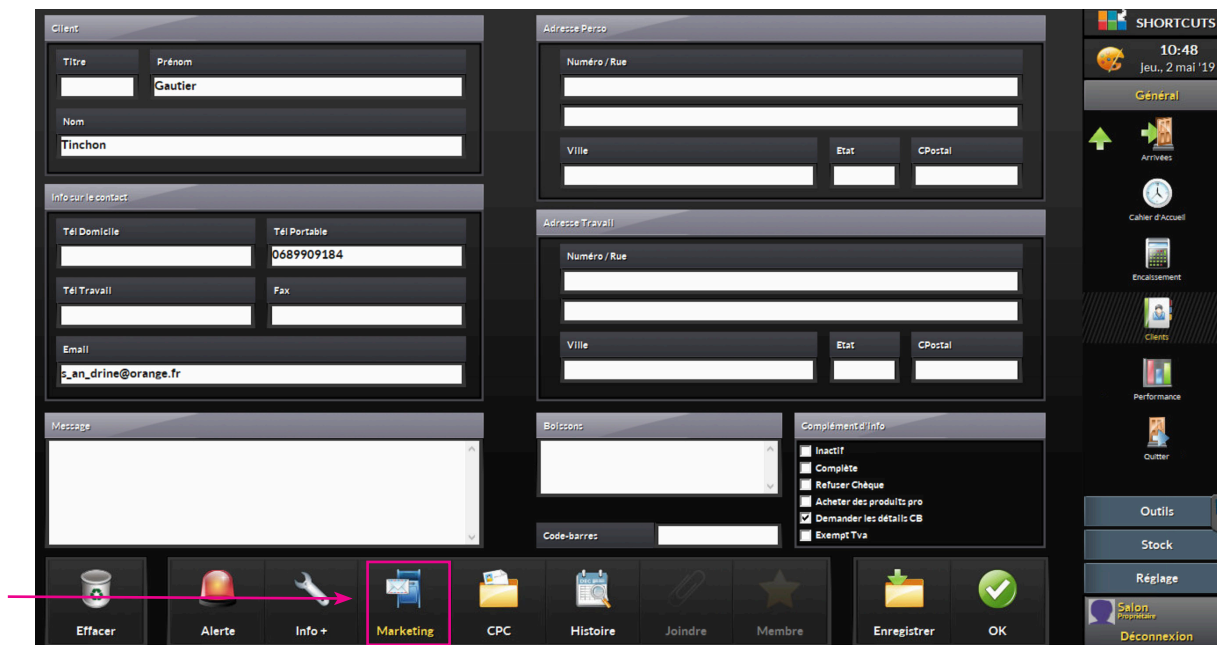 Client
Titre
Prénom
Gautier
Nom
Tinchon
Info sur le contact
Tél Domicile
Tél Portable
0689909184
Tél Travail
Fax
Email
s_an_drine@orange.fr
Message
Adresse Perso
Numéro / Rue
Ville
Etat
CPostal
Adresse Travail
Numéro / Rue
Ville
Etat
CPostal
Boissons
Code-barres
Complément d'info
Inactif
Complète
Refuser Chèque
Acheter des produits pro
Demander les détails CB
Exempt Tva
Effacer
Alerte
Info +
Marketing
CPC
Histoire
Joindre
Membre
Enregistrer
OK
SHORTCUTS
10:48
Jeu., 2 mai '19
Général
Arrivées
Cahier d'Accueil
Encaissement
Clients
Performance
Quitter
Outils
Stock
Réglage
Salon
Propriétaire
Déconnexion